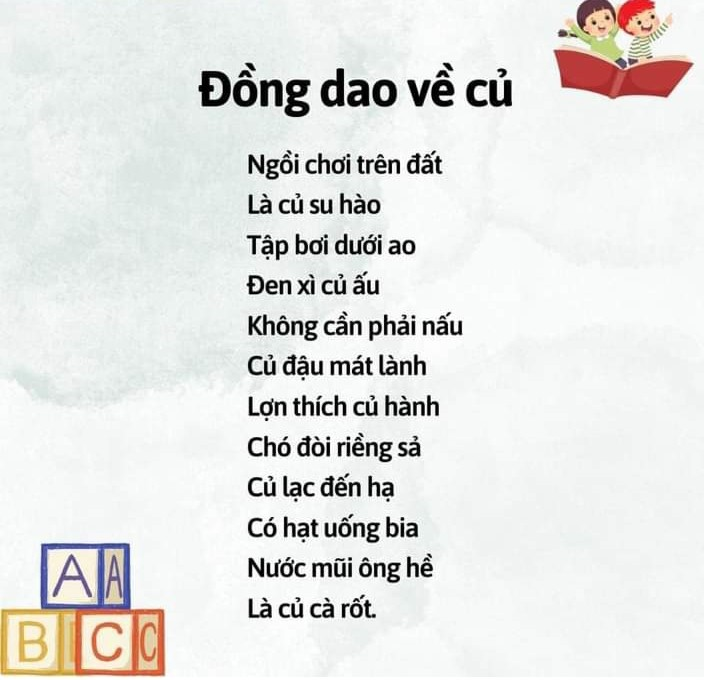 Đồng dao về củ
Ngồi chơi trên đất
Là củ su hào
Tập bơi dưới ao
Đen xì củ ấu
Không cần phải nấu
Củ đậu mát lành
Lợn thích củ hành
Chó đòi riềng sả
Củ lạc đến hạ
Có hạt uống bia
Nước mũi ông hề
Là củ cà rốt.
A A
B C C